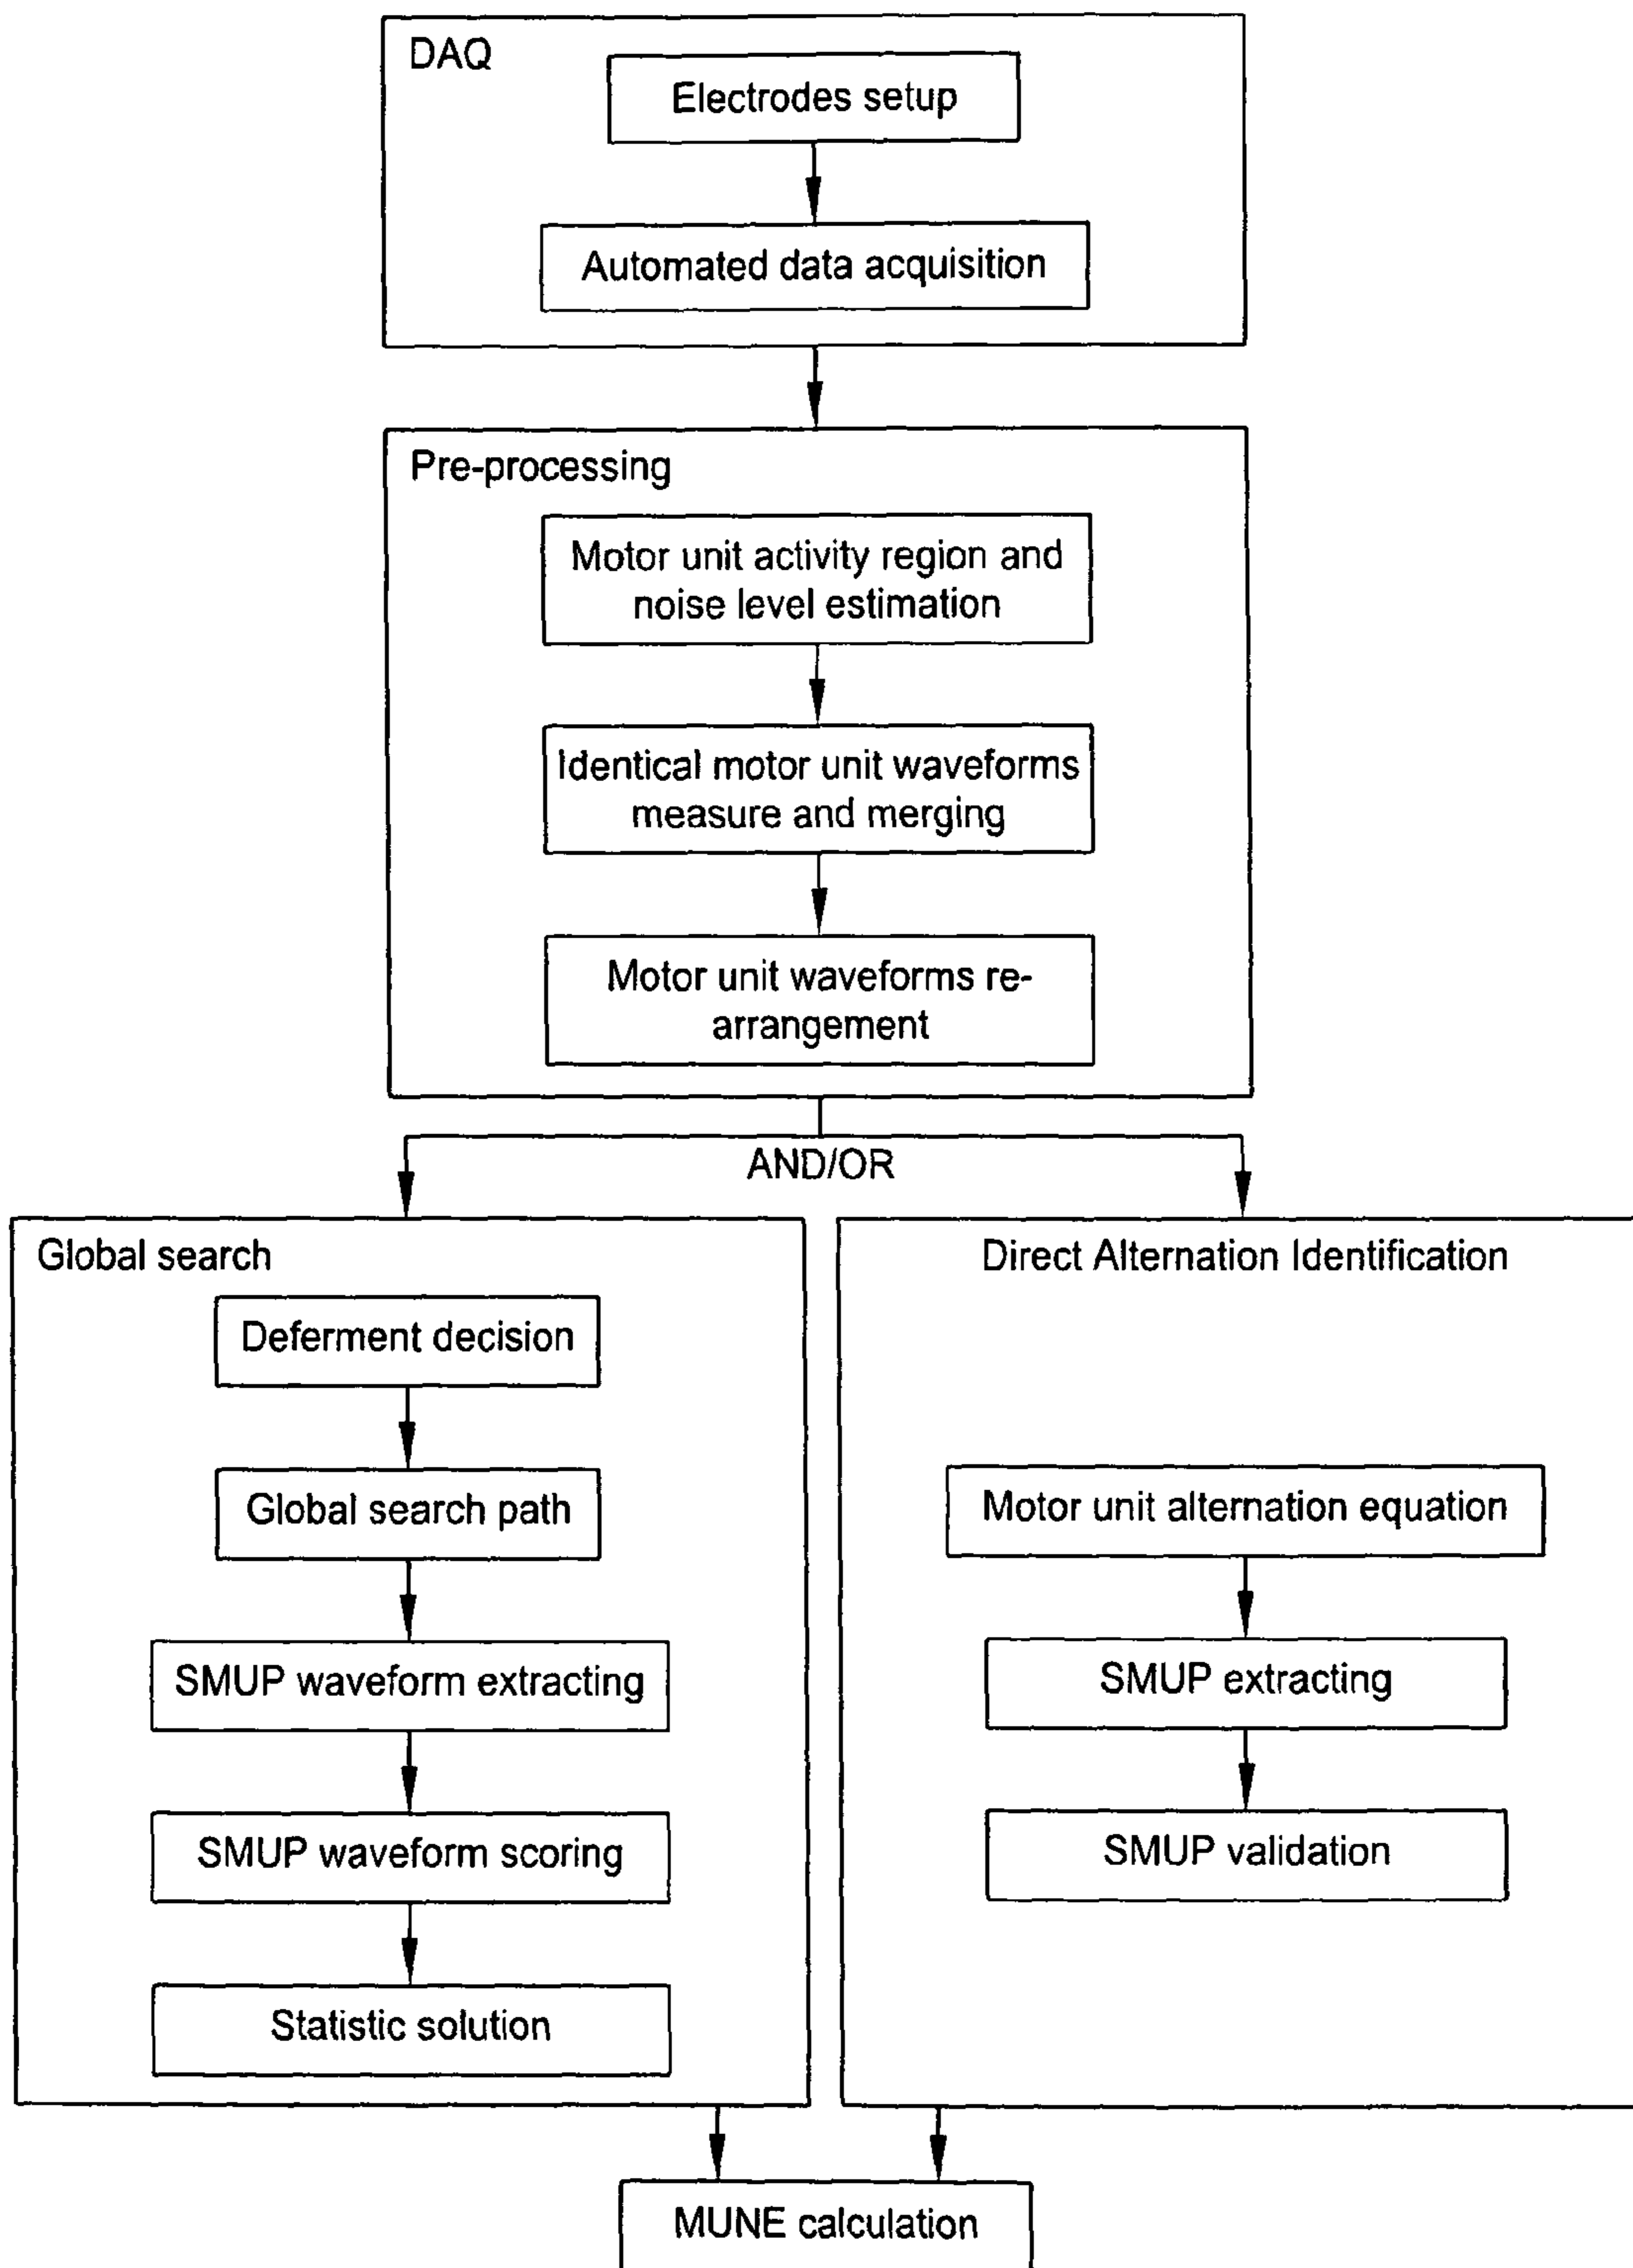 DAQ
Electrodes setup
Automated data acquisition
Pre-processing
Motor unit activity region and
noise level estimation
Identical motor unit waveforms
measure and merging
Motor unit waveforms re-
arrangement
AND/OR
Global search
Deferment decision
Global search path
SMUP waveform extracting
SMUP waveform scoring
Statistic solution
Direct Alternation Identification
Motor unit alternation equation
SMUP extracting
SMUP validation
MUNE calculation